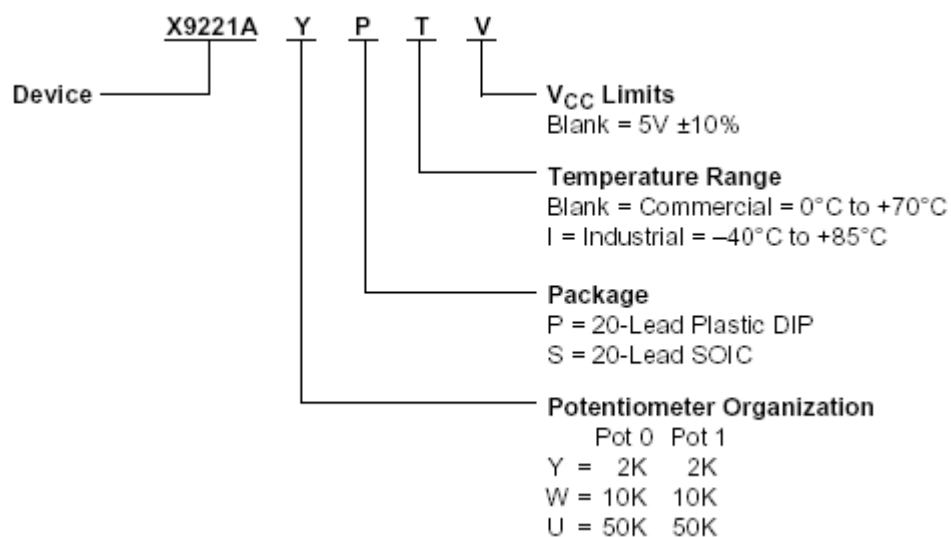 X9221A Y P T V
Device
VCC Limits
Blank = 5V ±10%
Temperature Range
Blank = Commercial = 0°C to +70°C
I = Industrial = –40°C to +85°C
Package
P = 20-Lead Plastic DIP
S = 20-Lead SOIC
Potentiometer Organization
Pot 0 Pot 1
Y = 2K 2K
W = 10K 10K
U = 50K 50K